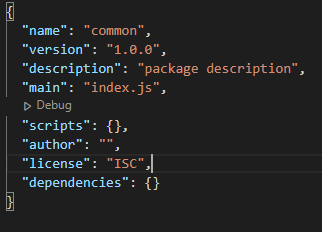 {
"name": "common",
"version": "1.0.0",
"description": "package description",
"main": "index.js",
Debug
"scripts": {},
"author": "",
"license": "ISC",
"dependencies": {}
}